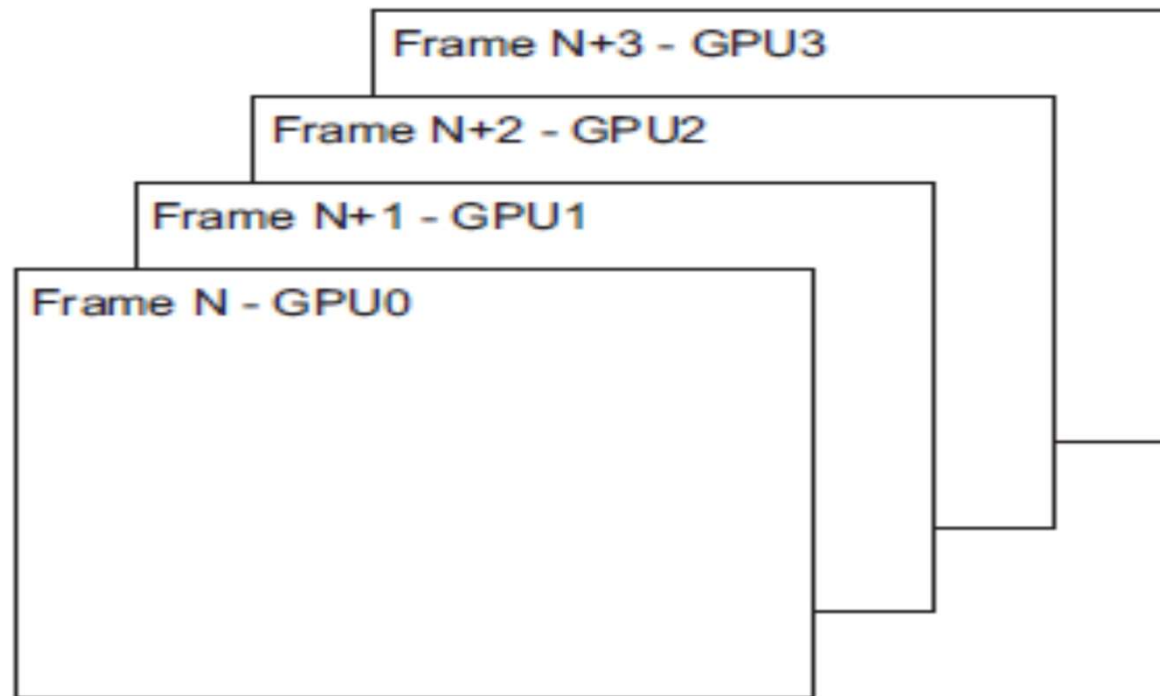 Frame N+3 - GPU3
Frame N+2 - GPU2
Frame N+1 - GPU1
Frame N - GPU0